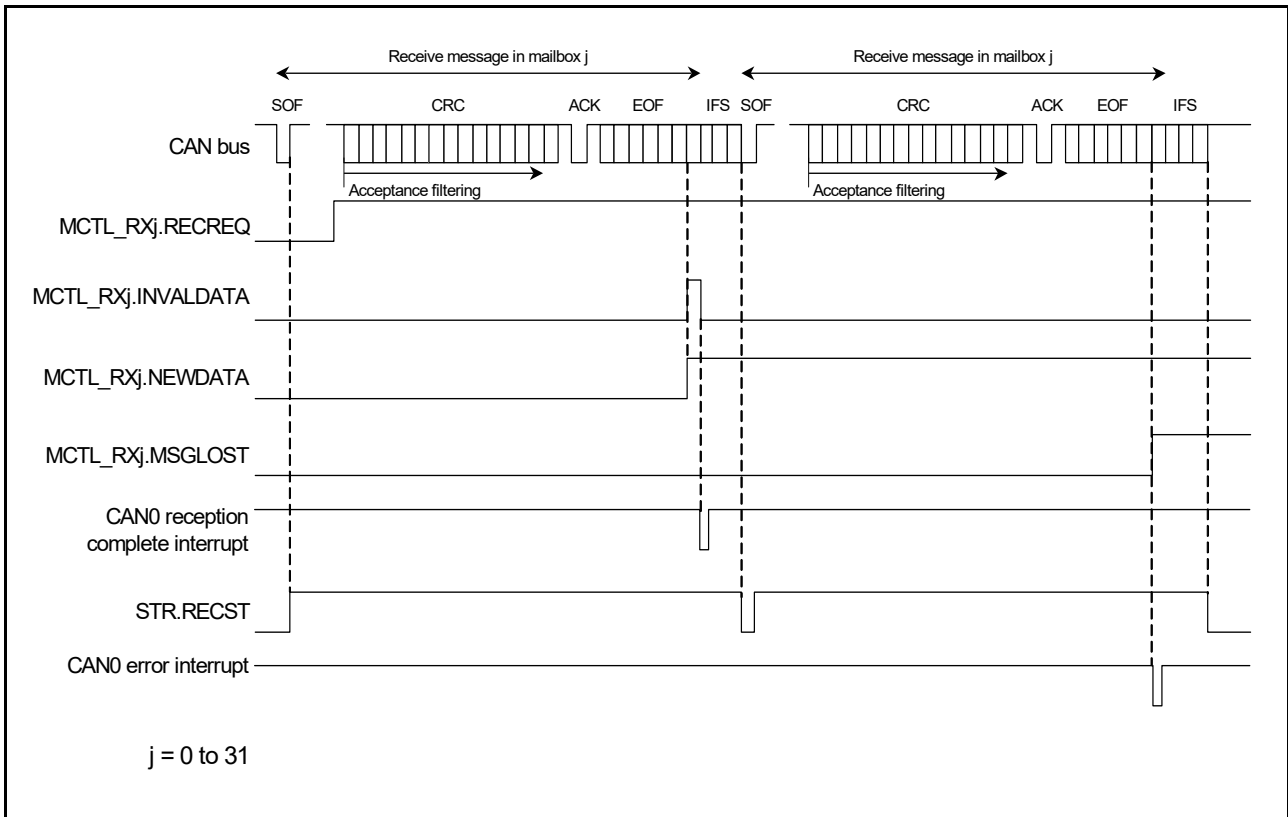 Receive message in mailbox j
Receive message in mailbox j
SOF CRC ACK EOF IFS SOF CRC ACK EOF IFS
CAN bus
Acceptance filtering
Acceptance filtering
MCTL_RXj.RECREQ
MCTL_RXj.INVALDATA
MCTL_RXj.NEWDATA
MCTL_RXj.MSGLOST
CAN0 reception
complete interrupt
STR.RECST
CAN0 error interrupt
j = 0 to 31